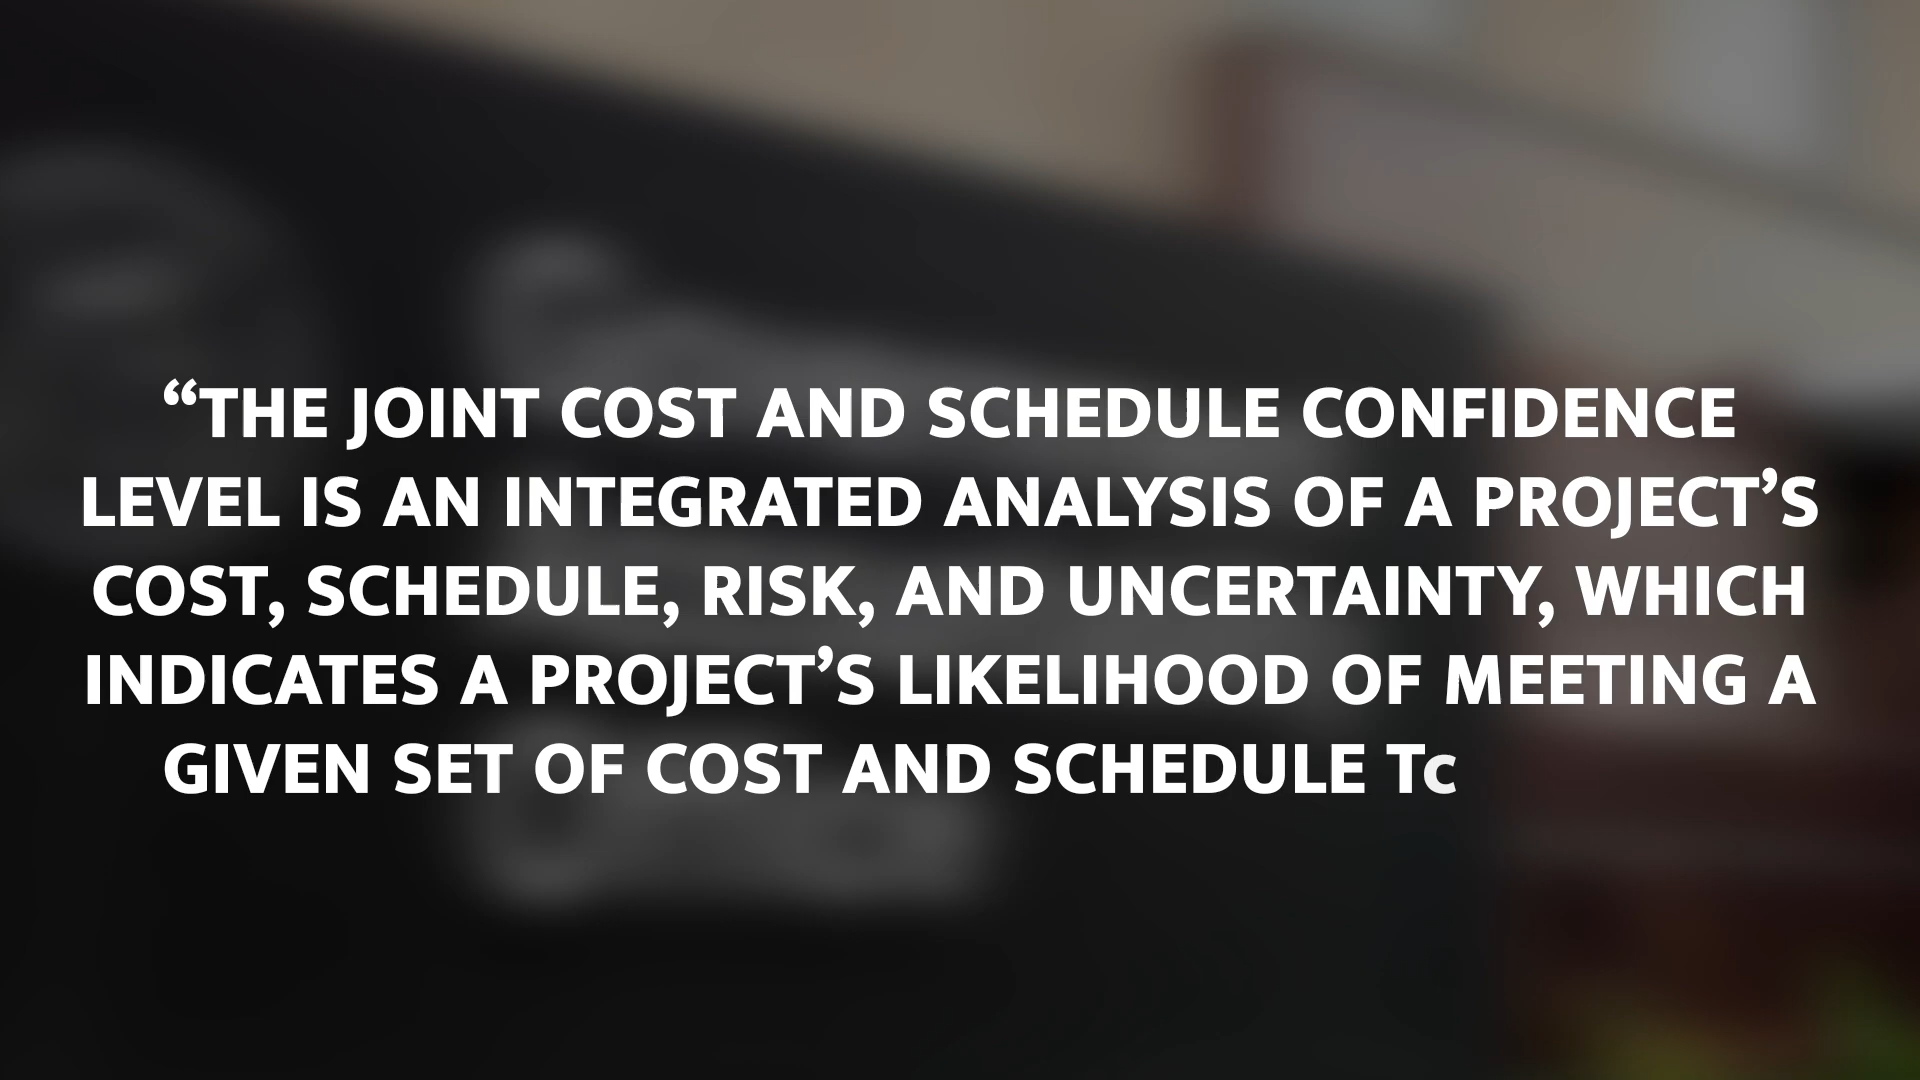 “THE JOINT COST AND SCHEDULE CONFIDENCE
LEVEL IS AN INTEGRATED ANALYSIS OF A PROJECT’S
COST, SCHEDULE, RISK, AND UNCERTAINTY, WHICH
INDICATES A PROJECT’S LIKELIHOOD OF MEETING A
GIVEN SET OF COST AND SCHEDULE